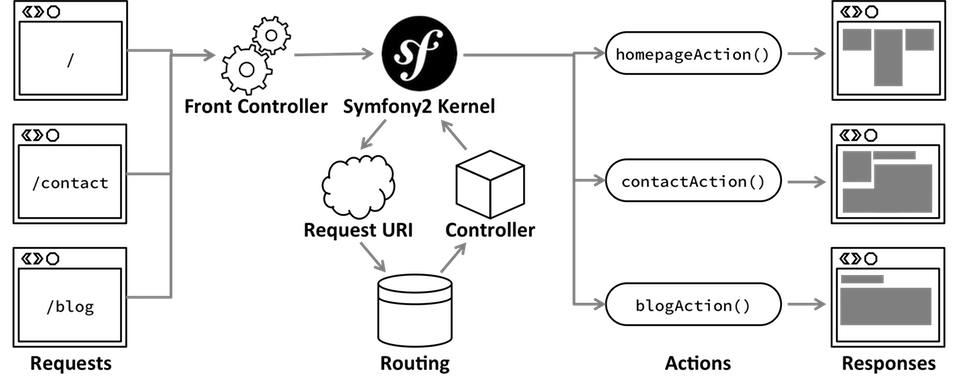 /
/contact
/blog
Requests
Front Controller
sf
Symfony2 Kernel
Request URI
Controller
Routing
homepageAction()
contactAction()
blogAction()
Actions
Responses